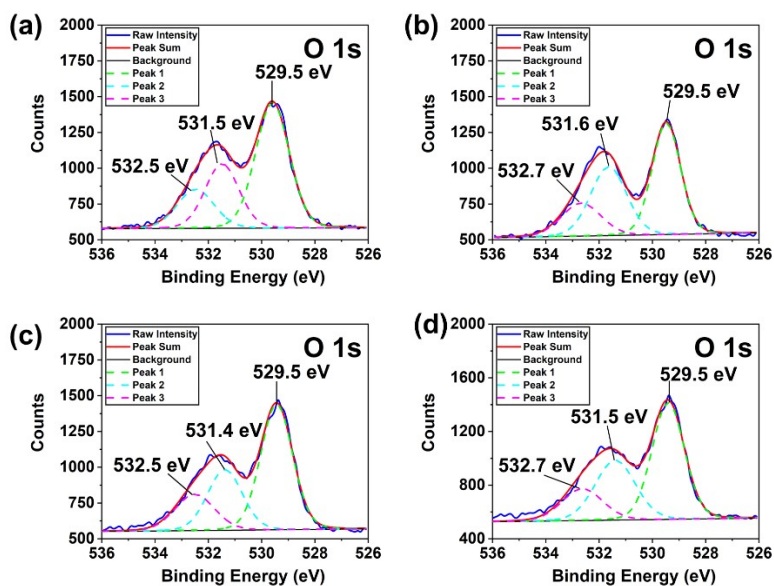 (a)
O 1s
Raw Intensity
Peak Sum
Background
Peak 1
Peak 2
Peak 3
529.5 eV
531.5 eV
532.5 eV
Counts
2000
1750
1500
1250
1000
750
500
536 534 532 530 528 526
Binding Energy (eV)
(b)
O 1s
Raw Intensity
Peak Sum
Background
Peak 1
Peak 2
Peak 3
529.5 eV
531.6 eV
532.7 eV
Counts
2000
1750
1500
1250
1000
750
500
536 534 532 530 528 526
Binding Energy (eV)
(c)
O 1s
Raw Intensity
Peak Sum
Background
Peak 1
Peak 2
Peak 3
529.5 eV
531.4 eV
532.5 eV
Counts
2000
1750
1500
1250
1000
750
500
536 534 532 530 528 526
Binding Energy (eV)
(d)
O 1s
Raw Intensity
Peak Sum
Background
Peak 1
Peak 2
Peak 3
529.5 eV
531.5 eV
532.7 eV
Counts
2000
1600
1200
800
400
536 534 532 530 528 526
Binding Energy (eV)